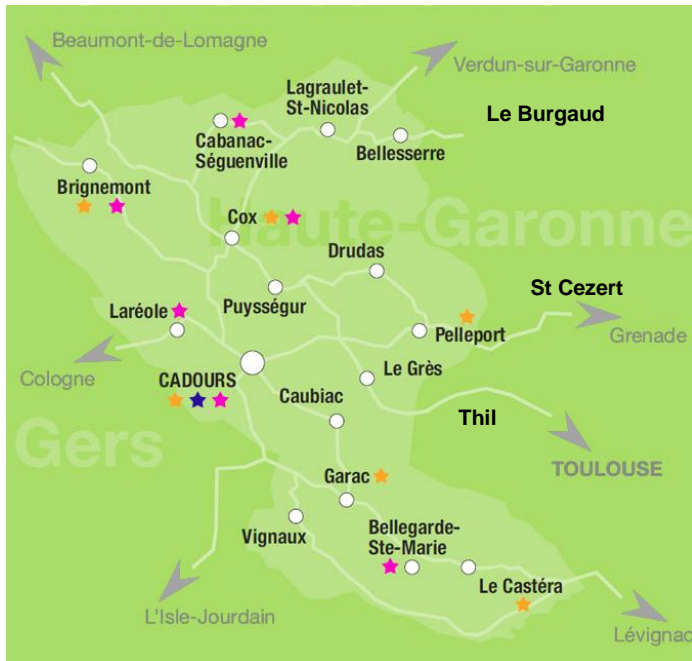 Beaumont-de-Lomagne
Verdun-sur-Garonne
Lagraulet-
St-Nicolas
Le Burgaud
Cabanac-
Séguenville
Bellesserre
Brignemont
Cox
Haute-Garonne
Drudas
Laréole
Puysségur
St Cezert
Pelleport
Grenade
Cologne
Le Grès
CADOURS
Caubiac
Thil
Gers
TOULOUSE
Garac
Vignaux
Bellegarde-
Ste-Marie
Le Castéra
L'Isle-Jourdain
Lévignac